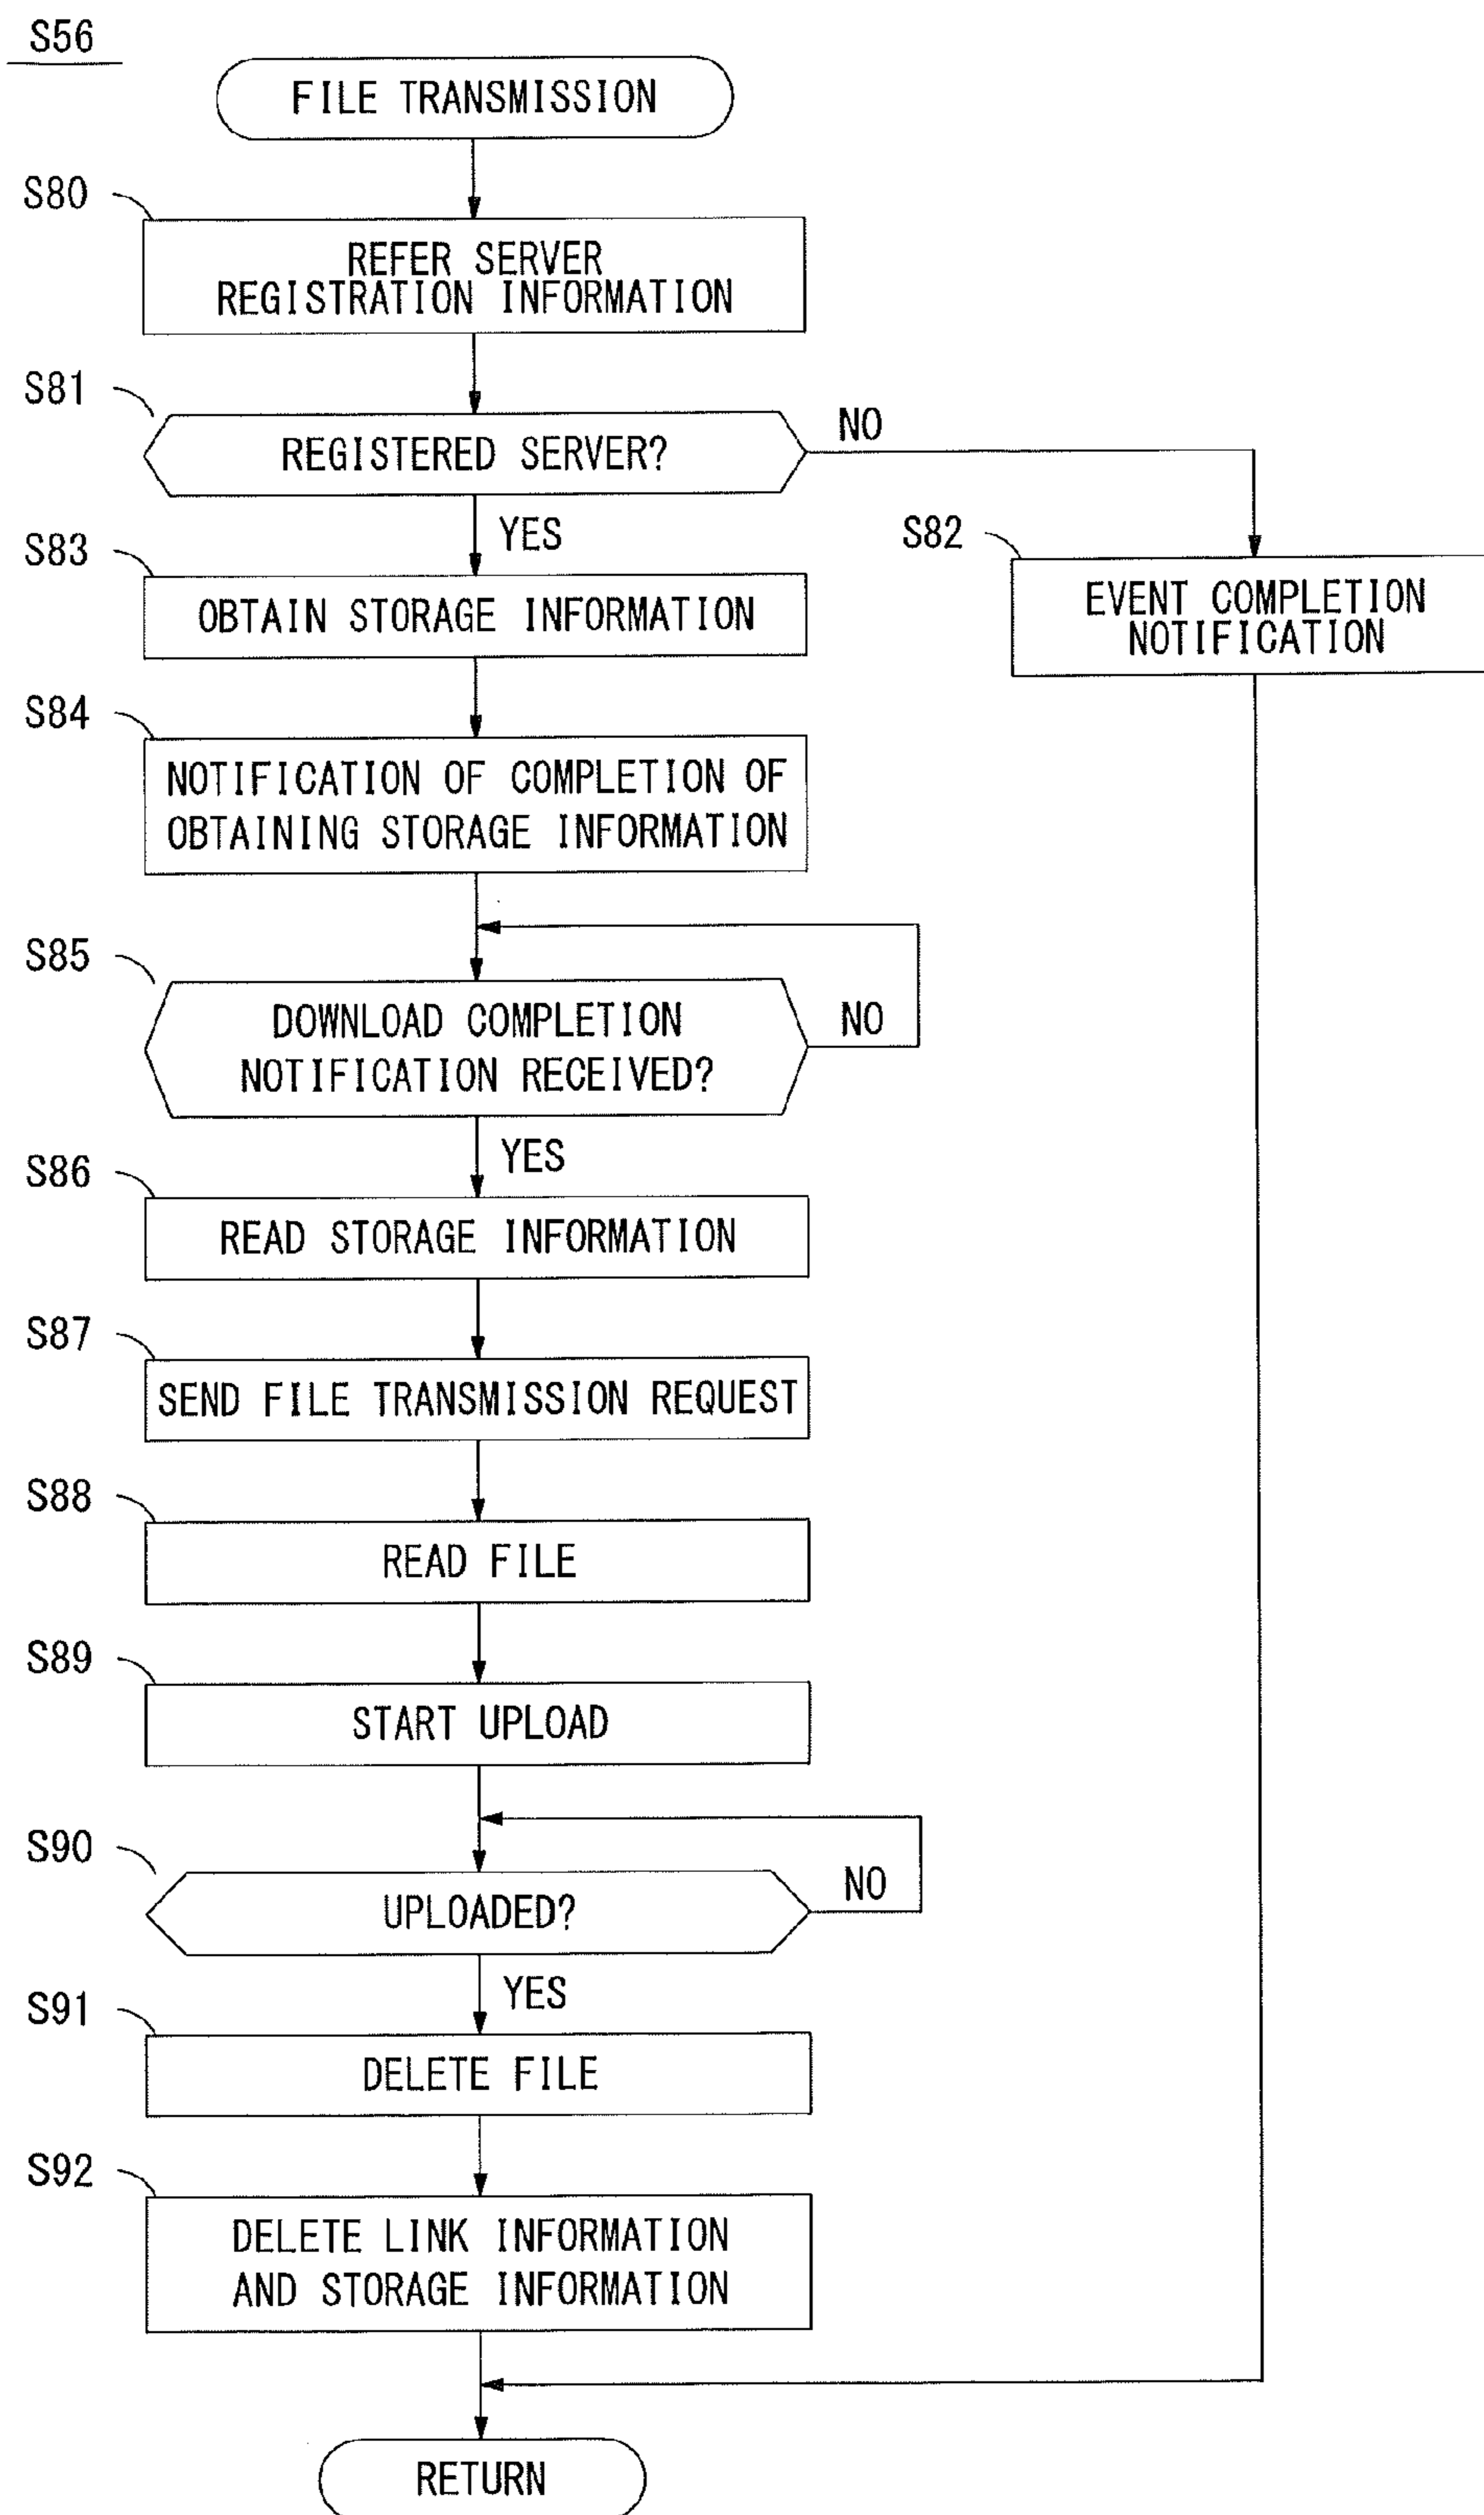 S56
FILE TRANSMISSION
S80
REFER SERVER
REGISTRATION INFORMATION
S81
REGISTERED SERVER?
NO
YES
S82
EVENT COMPLETION
NOTIFICATION
S83
OBTAIN STORAGE INFORMATION
S84
NOTIFICATION OF COMPLETION OF
OBTAINING STORAGE INFORMATION
S85
DOWNLOAD COMPLETION
NOTIFICATION RECEIVED?
NO
YES
S86
READ STORAGE INFORMATION
S87
SEND FILE TRANSMISSION REQUEST
S88
READ FILE
S89
START UPLOAD
S90
UPLOADED?
NO
YES
S91
DELETE FILE
S92
DELETE LINK INFORMATION
AND STORAGE INFORMATION
RETURN